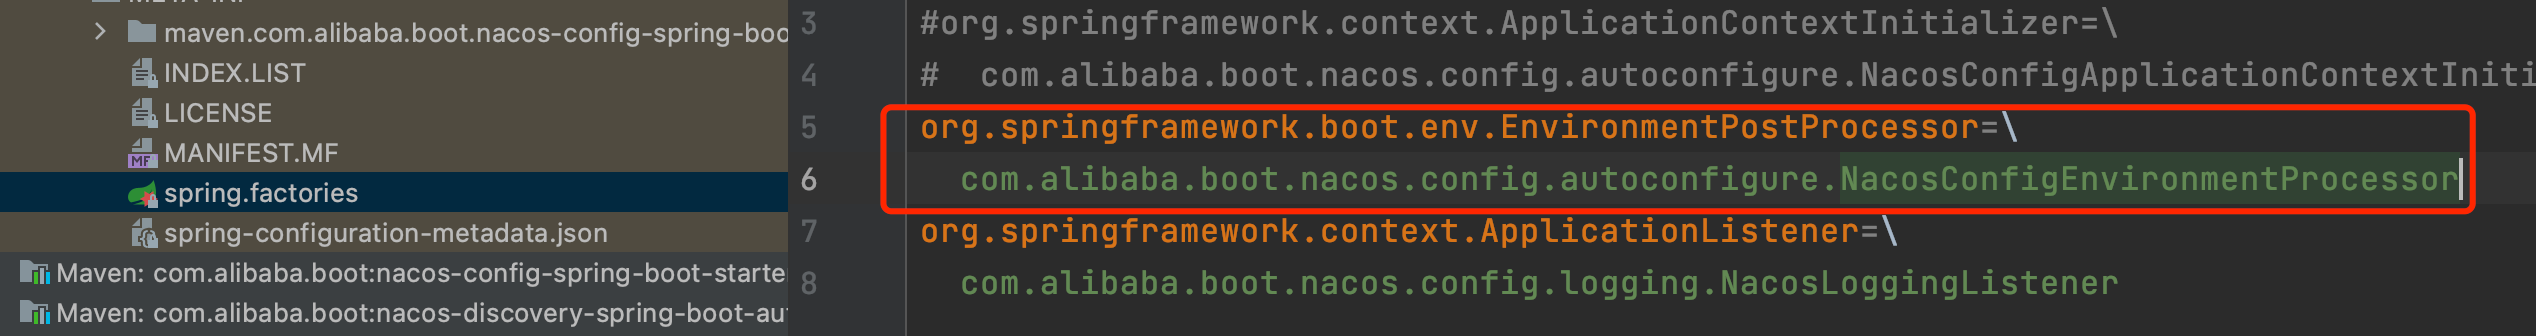 maven.com.alibaba.boot.nacos-config-spring-boo
INDEX.LIST
LICENSE
MANIFEST.MF
spring.factories
spring-configuration-metadata.json
Maven: com.alibaba.boot:nacos-config-spring-boot-starte
Maven: com.alibaba.boot:nacos-discovery-spring-boot-au
3 #org.springframework.context.ApplicationContextInitializer=\
4 #  com.alibaba.boot.nacos.config.autoconfigure.NacosConfigApplicationContextIniti
5 org.springframework.boot.env.EnvironmentPostProcessor=\
6   com.alibaba.boot.nacos.config.autoconfigure.NacosConfigEnvironmentProcessor
7 org.springframework.context.ApplicationListener=\
8   com.alibaba.boot.nacos.config.logging.NacosLoggingListener